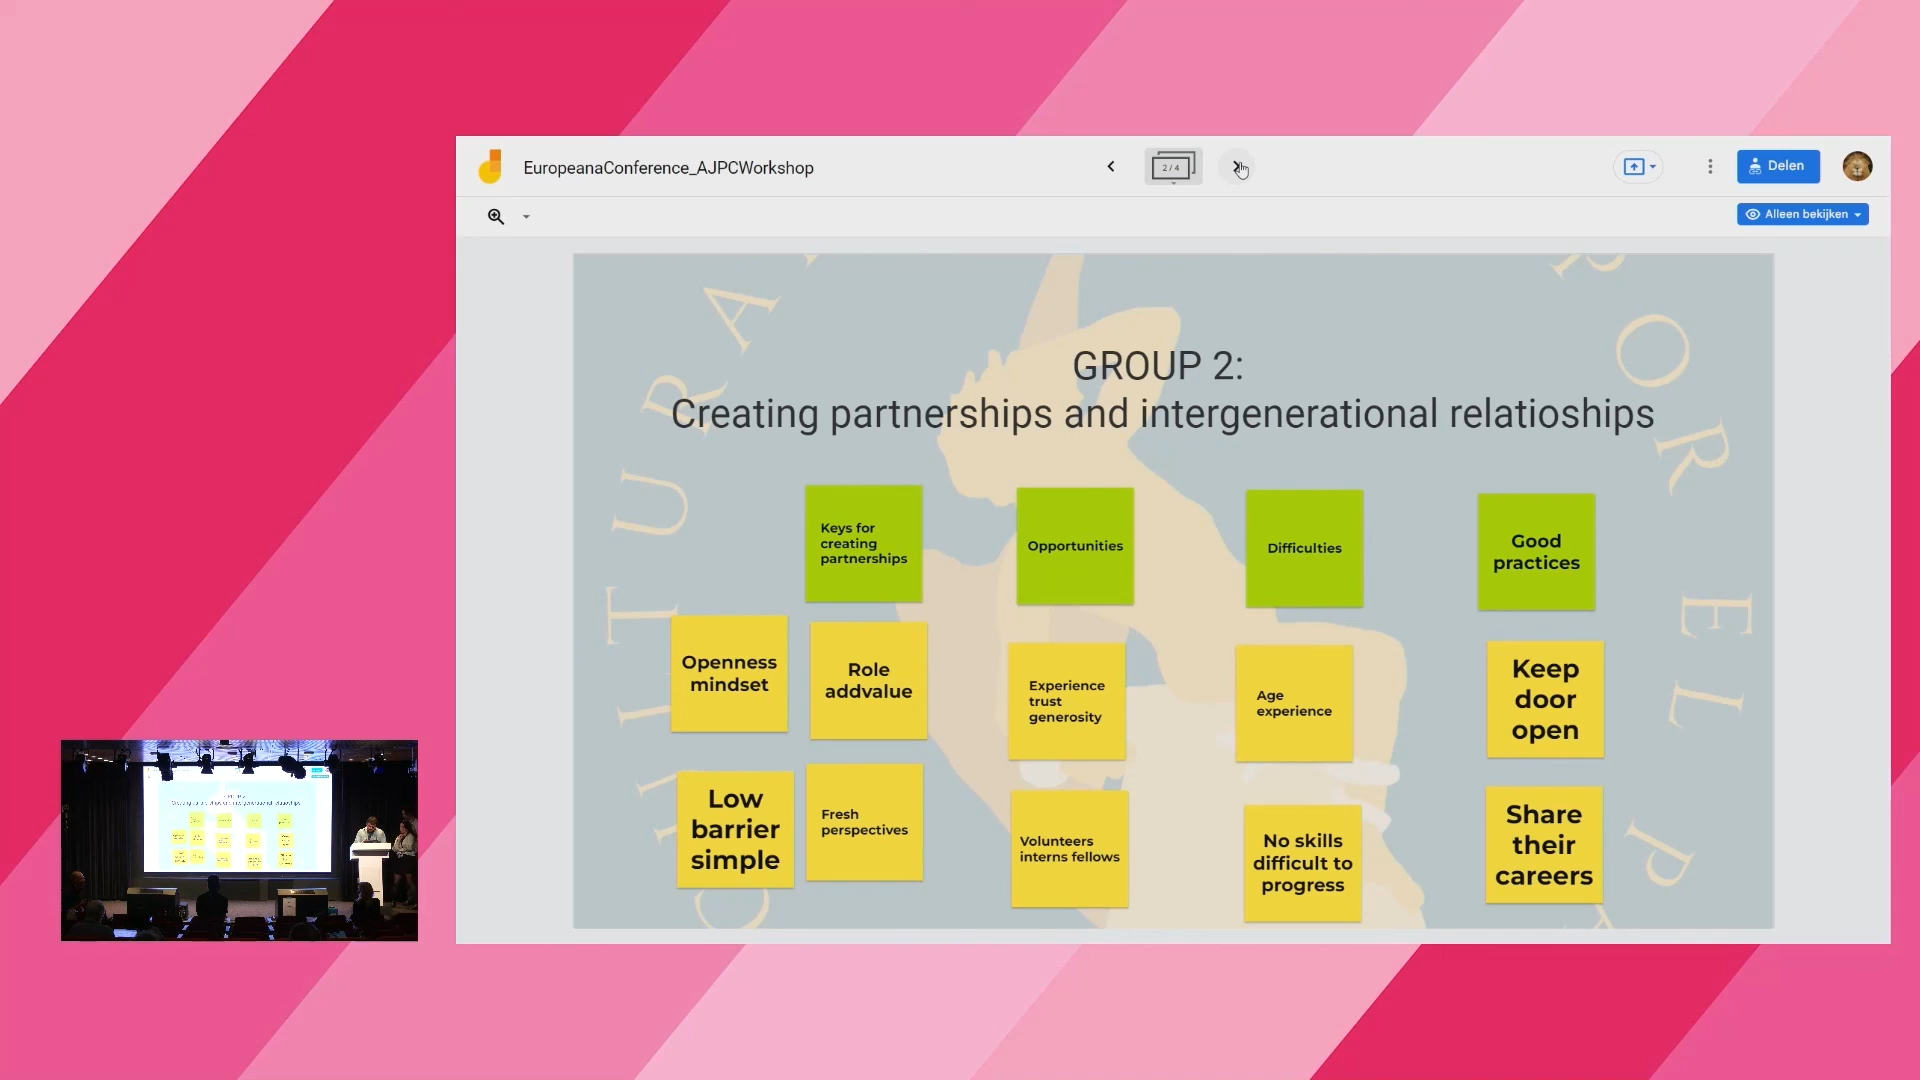 EuropeanaConference_AJPCWorkshop
2 / 4
Delen
Alleen bekijken
GROUP 2:
Creating partnerships and intergenerational relatioships
Keys for
creating
partnerships
Opportunities
Difficulties
Good
practices
Openness
mindset
Role
addvalue
Experience
trust
generosity
Age
experience
Keep
door
open
Low
barrier
simple
Fresh
perspectives
Volunteers
interns fellows
No skills
difficult to
progress
Share
their
careers